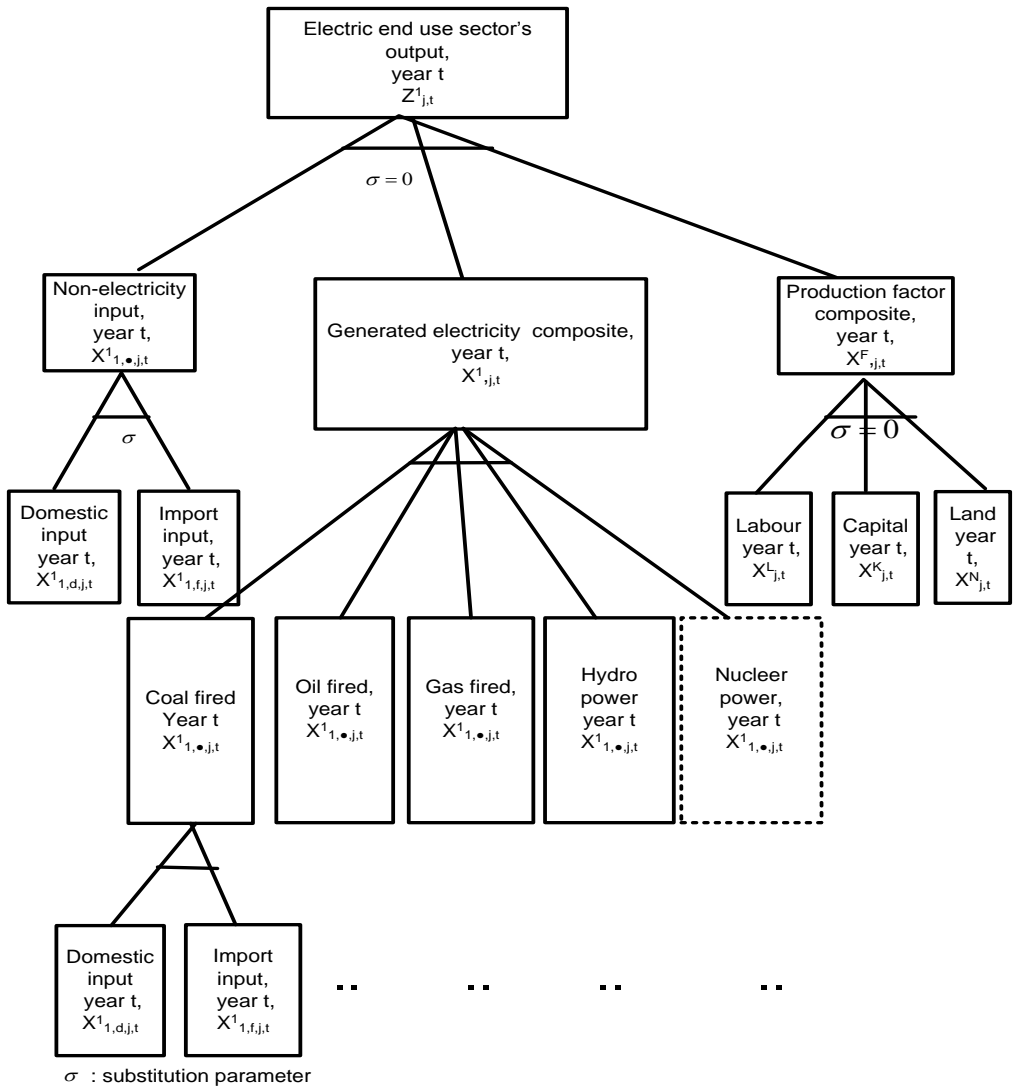 Electric end use sector's
output,
year t
Z¹j,t
σ = 0
Non-electricity
input,
year t,
X¹1,•,j,t
Generated electricity composite,
year t,
X¹,j,t
Production factor
composite,
year t,
XF,j,t
σ
σ = 0
Domestic
input
year t,
X¹1,d,j,t
Import
input,
year t,
X¹1,f,j,t
Labour
year t,
XLj,t
Capital
year t,
XKj,t
Land
year
t,
XNj,t
Coal fired
Year t
X¹1,•,j,t
Oil fired,
year t
X¹1,•,j,t
Gas fired,
year t
X¹1,•,j,t
Hydro
power
year t
X¹1,•,j,t
Nucleer
power,
year t
X¹1,•,j,t
Domestic
input
year t,
X¹1,d,j,t
Import
input,
year t,
X¹1,f,j,t
.. .. .. ..
σ : substitution parameter